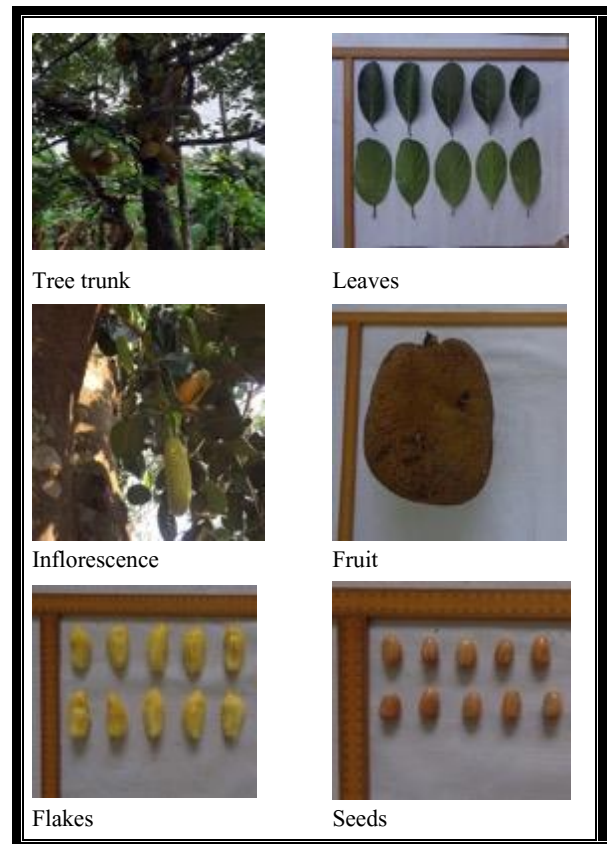 Tree trunk
Leaves
Inflorescence
Fruit
Flakes
Seeds